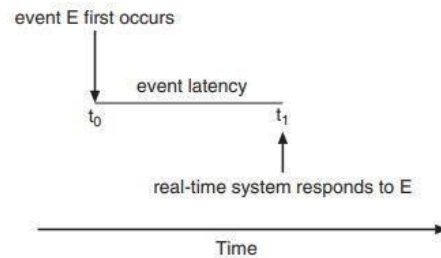 event E first occurs
event latency
t₀ t₁
real-time system responds to E
Time